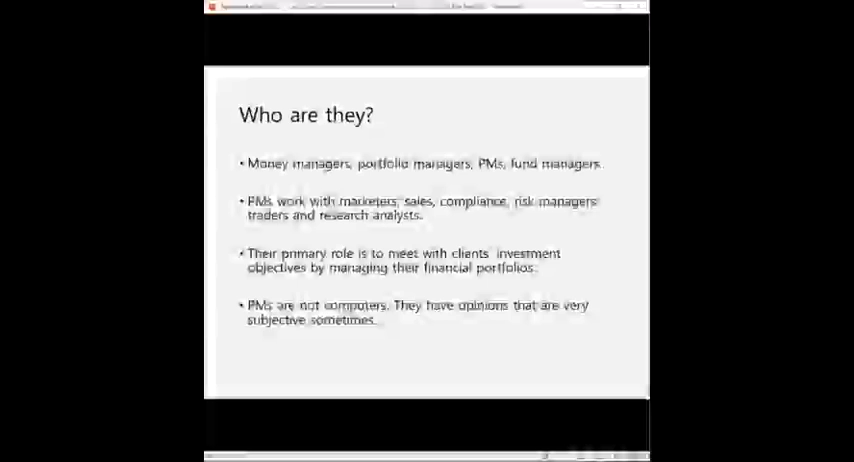 Who are they?
• Money managers, portfolio managers, PMs, fund managers.
• PMs work with marketers, sales, compliance, risk managers
traders and research analysts.
• Their primary role is to meet with clients' investment
objectives by managing their financial portfolios.
• PMs are not computers. They have opinions that are very
subjective sometimes.